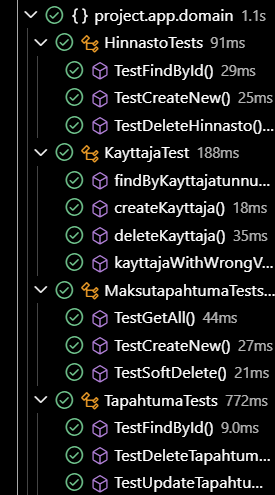 { } project.app.domain 1.1s
HinnastoTests 91ms
TestFindById() 29ms
TestCreateNew() 25ms
TestDeleteHinnasto()...
KayttajaTest 188ms
findByKayttajatunnu...
createKayttaja() 18ms
deleteKayttaja() 35ms
kayttajaWithWrongV...
MaksutapahtumaTests...
TestGetAll() 44ms
TestCreateNew() 27ms
TestSoftDelete() 21ms
TapahtumaTests 772ms
TestFindById() 9.0ms
TestDeleteTapahtum...
TestUpdateTapahtu...